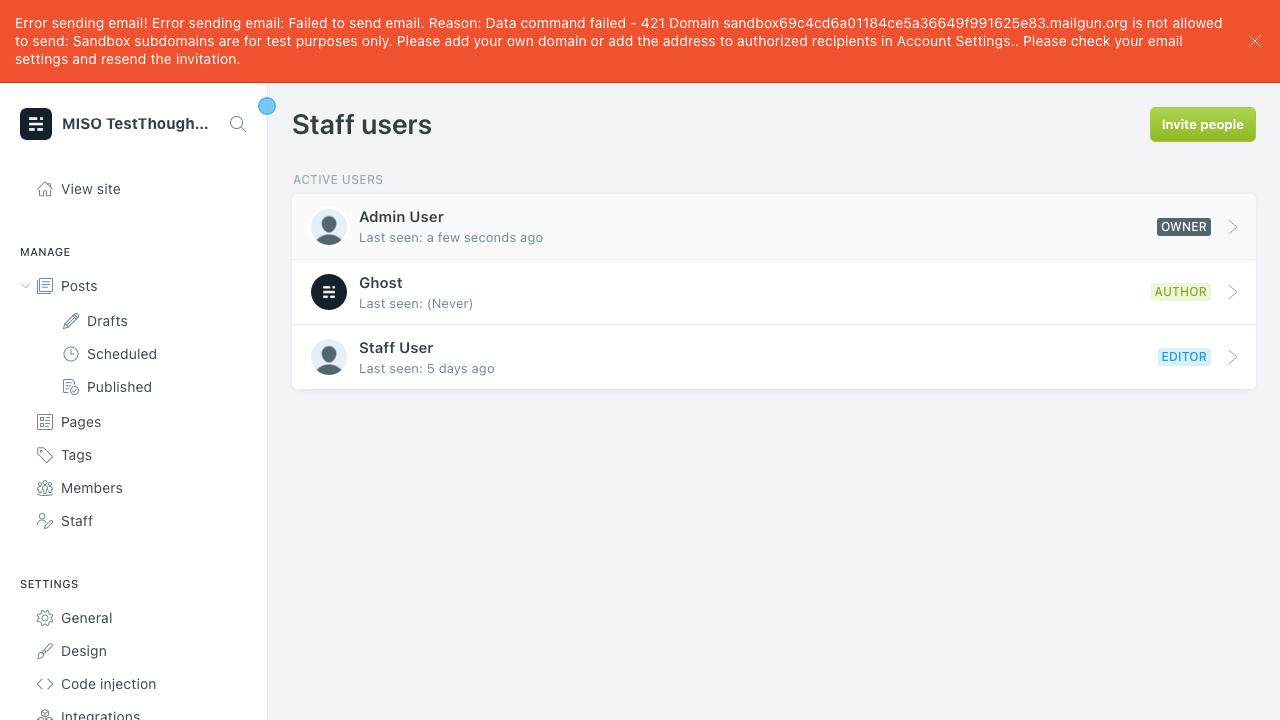 Error sending email! Error sending email: Failed to send email. Reason: Data command failed - 421 Domain sandbox69c4cd6a01184ce5a36649f991625e83.mailgun.org is not allowed
to send: Sandbox subdomains are for test purposes only. Please add your own domain or add the address to authorized recipients in Account Settings.. Please check your email
settings and resend the invitation.
MISO TestThough...
View site
MANAGE
Posts
Drafts
Scheduled
Published
Pages
Tags
Members
Staff
SETTINGS
General
Design
Code injection
Integrations
Staff users
Invite people
ACTIVE USERS
Admin User
Last seen: a few seconds ago
OWNER
Ghost
Last seen: (Never)
AUTHOR
Staff User
Last seen: 5 days ago
EDITOR